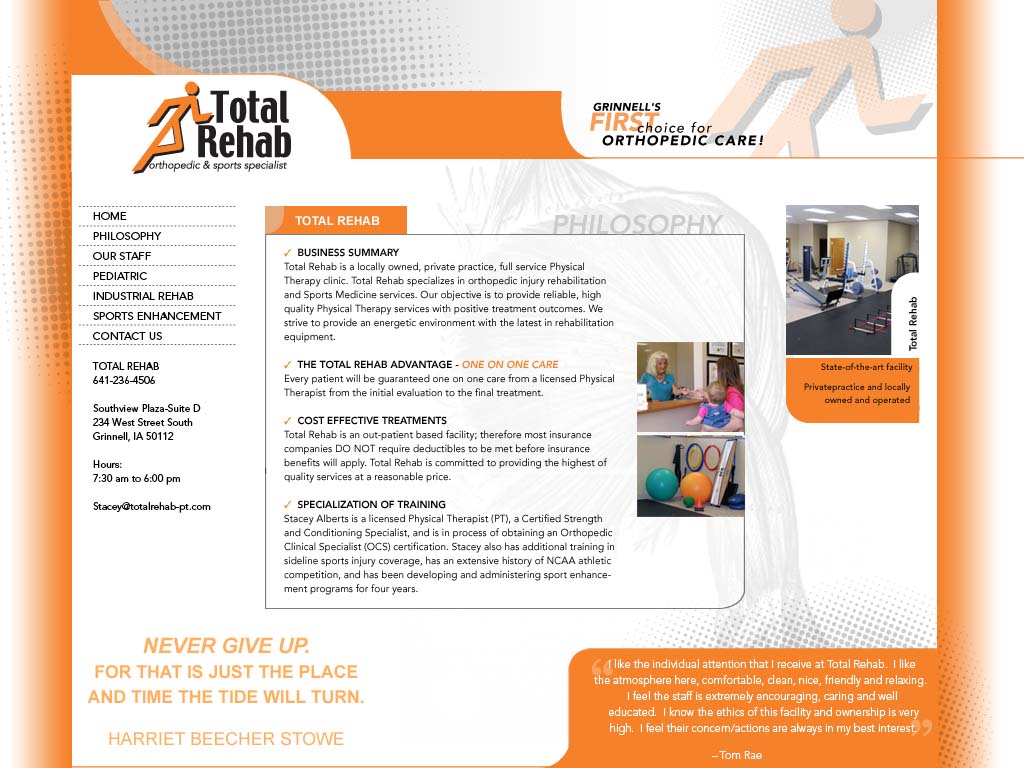 Total
Rehab
orthopedic & sports specialist
GRINNELL'S
FIRST choice for
ORTHOPEDIC CARE!
HOME
PHILOSOPHY
OUR STAFF
PEDIATRIC
INDUSTRIAL REHAB
SPORTS ENHANCEMENT
CONTACT US
TOTAL REHAB
641-236-4506
Southview Plaza-Suite D
234 West Street South
Grinnell, IA 50112
Hours:
7:30 am to 6:00 pm
Stacey@totalrehab-pt.com
TOTAL REHAB
PHILOSOPHY
✓ BUSINESS SUMMARY
Total Rehab is a locally owned, private practice, full service Physical
Therapy clinic. Total Rehab specializes in orthopedic injury rehabilitation
and Sports Medicine services. Our objective is to provide reliable, high
quality Physical Therapy services with positive treatment outcomes. We
strive to provide an energetic environment with the latest in rehabilitation
equipment.
✓ THE TOTAL REHAB ADVANTAGE - ONE ON ONE CARE
Every patient will be guaranteed one on one care from a licensed Physical
Therapist from the initial evaluation to the final treatment.
✓ COST EFFECTIVE TREATMENTS
Total Rehab is an out-patient based facility; therefore most insurance
companies DO NOT require deductibles to be met before insurance
benefits will apply. Total Rehab is committed to providing the highest of
quality services at a reasonable price.
✓ SPECIALIZATION OF TRAINING
Stacey Alberts is a licensed Physical Therapist (PT), a Certified Strength
and Conditioning Specialist, and is in process of obtaining an Orthopedic
Clinical Specialist (OCS) certification. Stacey also has additional training in
sideline sports injury coverage, has an extensive history of NCAA athletic
competition, and has been developing and administering sport enhance-
ment programs for four years.
Total Rehab
State-of-the-art facility
Privatepractice and locally
owned and operated
NEVER GIVE UP.
FOR THAT IS JUST THE PLACE
AND TIME THE TIDE WILL TURN.
HARRIET BEECHER STOWE
“I like the individual attention that I receive at Total Rehab. I like
the atmosphere here, comfortable, clean, nice, friendly and relaxing.
I feel the staff is extremely encouraging, caring and well
educated. I know the ethics of this facility and ownership is very
high. I feel their concern/actions are always in my best interest.”
–Tom Rae